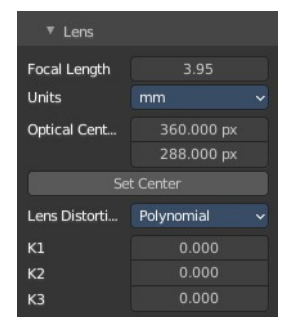 Lens
Focal Length 3.95
Units mm
Optical Cent... 360.000 px
288.000 px
Set Center
Lens Distorti... Polynomial
K1 0.000
K2 0.000
K3 0.000